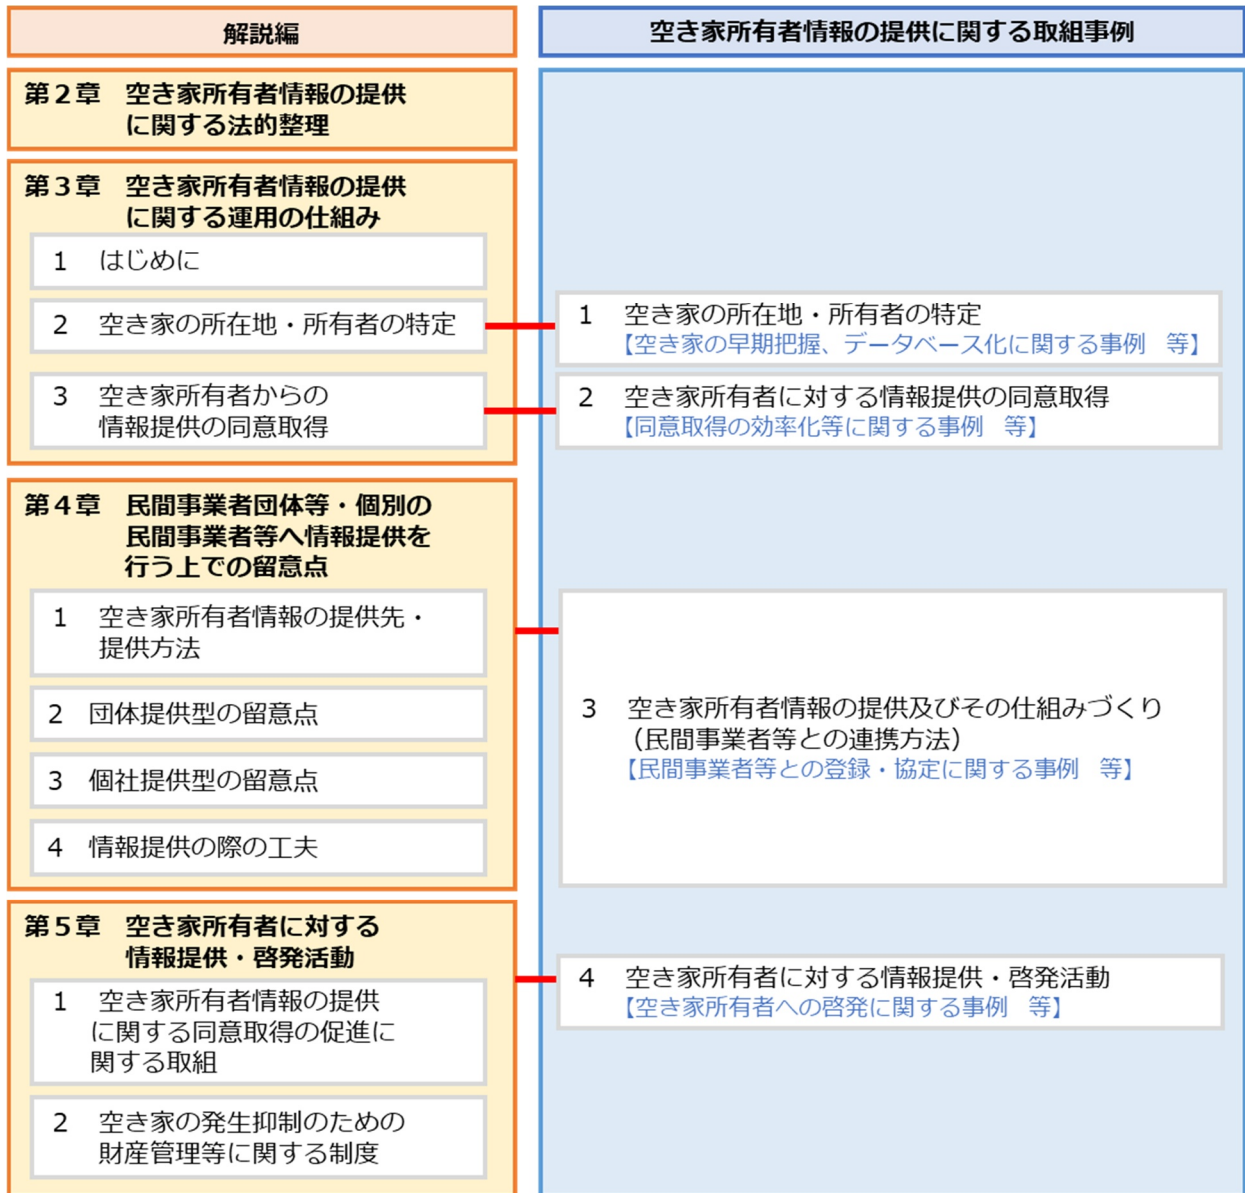 解説編
第２章　空き家所有者情報の提供
に関する法的整理
第３章　空き家所有者情報の提供
に関する運用の仕組み
1　はじめに
2　空き家の所在地・所有者の特定
3　空き家所有者からの
情報提供の同意取得
第４章　民間事業者団体等・個別の
民間事業者等へ情報提供を
行う上での留意点
1　空き家所有者情報の提供先・
提供方法
2　団体提供型の留意点
3　個社提供型の留意点
4　情報提供の際の工夫
第５章　空き家所有者に対する
情報提供・啓発活動
1　空き家所有者情報の提供
に関する同意取得の促進に
関する取組
2　空き家の発生抑制のための
財産管理等に関する制度
空き家所有者情報の提供に関する取組事例
1　空き家の所在地・所有者の特定
【空き家の早期把握、データベース化に関する事例　等】
2　空き家所有者に対する情報提供の同意取得
【同意取得の効率化等に関する事例　等】
3　空き家所有者情報の提供及びその仕組みづくり
（民間事業者等との連携方法）
【民間事業者等との登録・協定に関する事例　等】
4　空き家所有者に対する情報提供・啓発活動
【空き家所有者への啓発に関する事例　等】